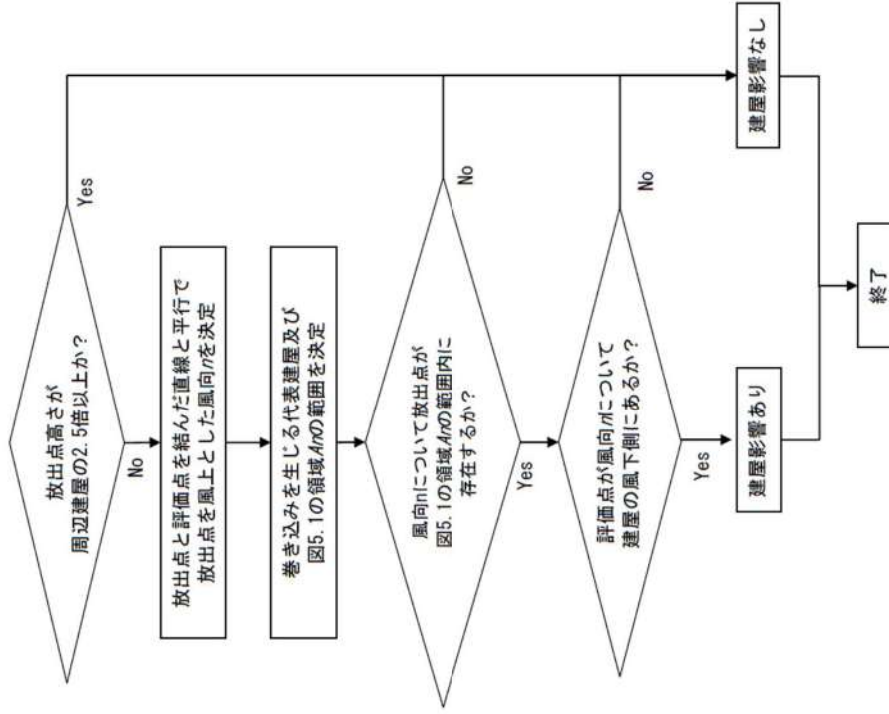 放出点高さが
周辺建屋の2.5倍以上か?
Yes
No
放出点と評価点を結んだ直線と平行で
放出点を風上とした風向nを決定
巻き込みを生じる代表建屋及び
図5.1の領域Anの範囲を決定
風向nについて放出点が
図5.1の領域Anの範囲内に
存在するか?
No
Yes
評価点が風向nについて
建屋の風下側にあるか?
No
Yes
建屋影響あり
建屋影響なし
終了